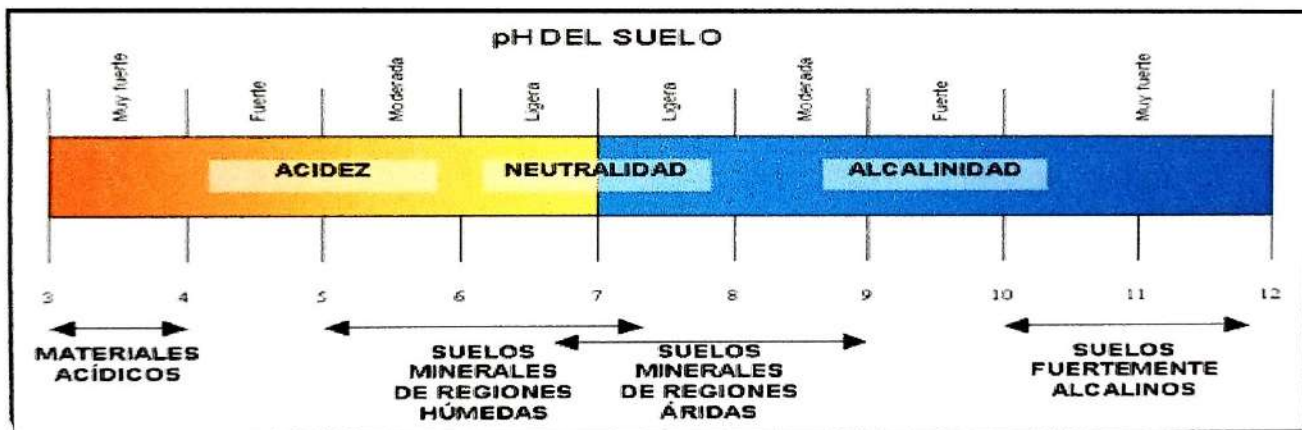 pH DEL SUELO
Muy fuerte
Fuerte
Moderada
Ligera
Ligera
Moderada
Fuerte
Muy fuerte
ACIDEZ
NEUTRALIDAD
ALCALINIDAD
3 4 5 6 7 8 9 10 11 12
MATERIALES
ACÍDICOS
SUELOS
MINERALES
DE REGIONES
HÚMEDAS
SUELOS
MINERALES
DE REGIONES
ÁRIDAS
SUELOS
FUERTEMENTE
ALCALINOS